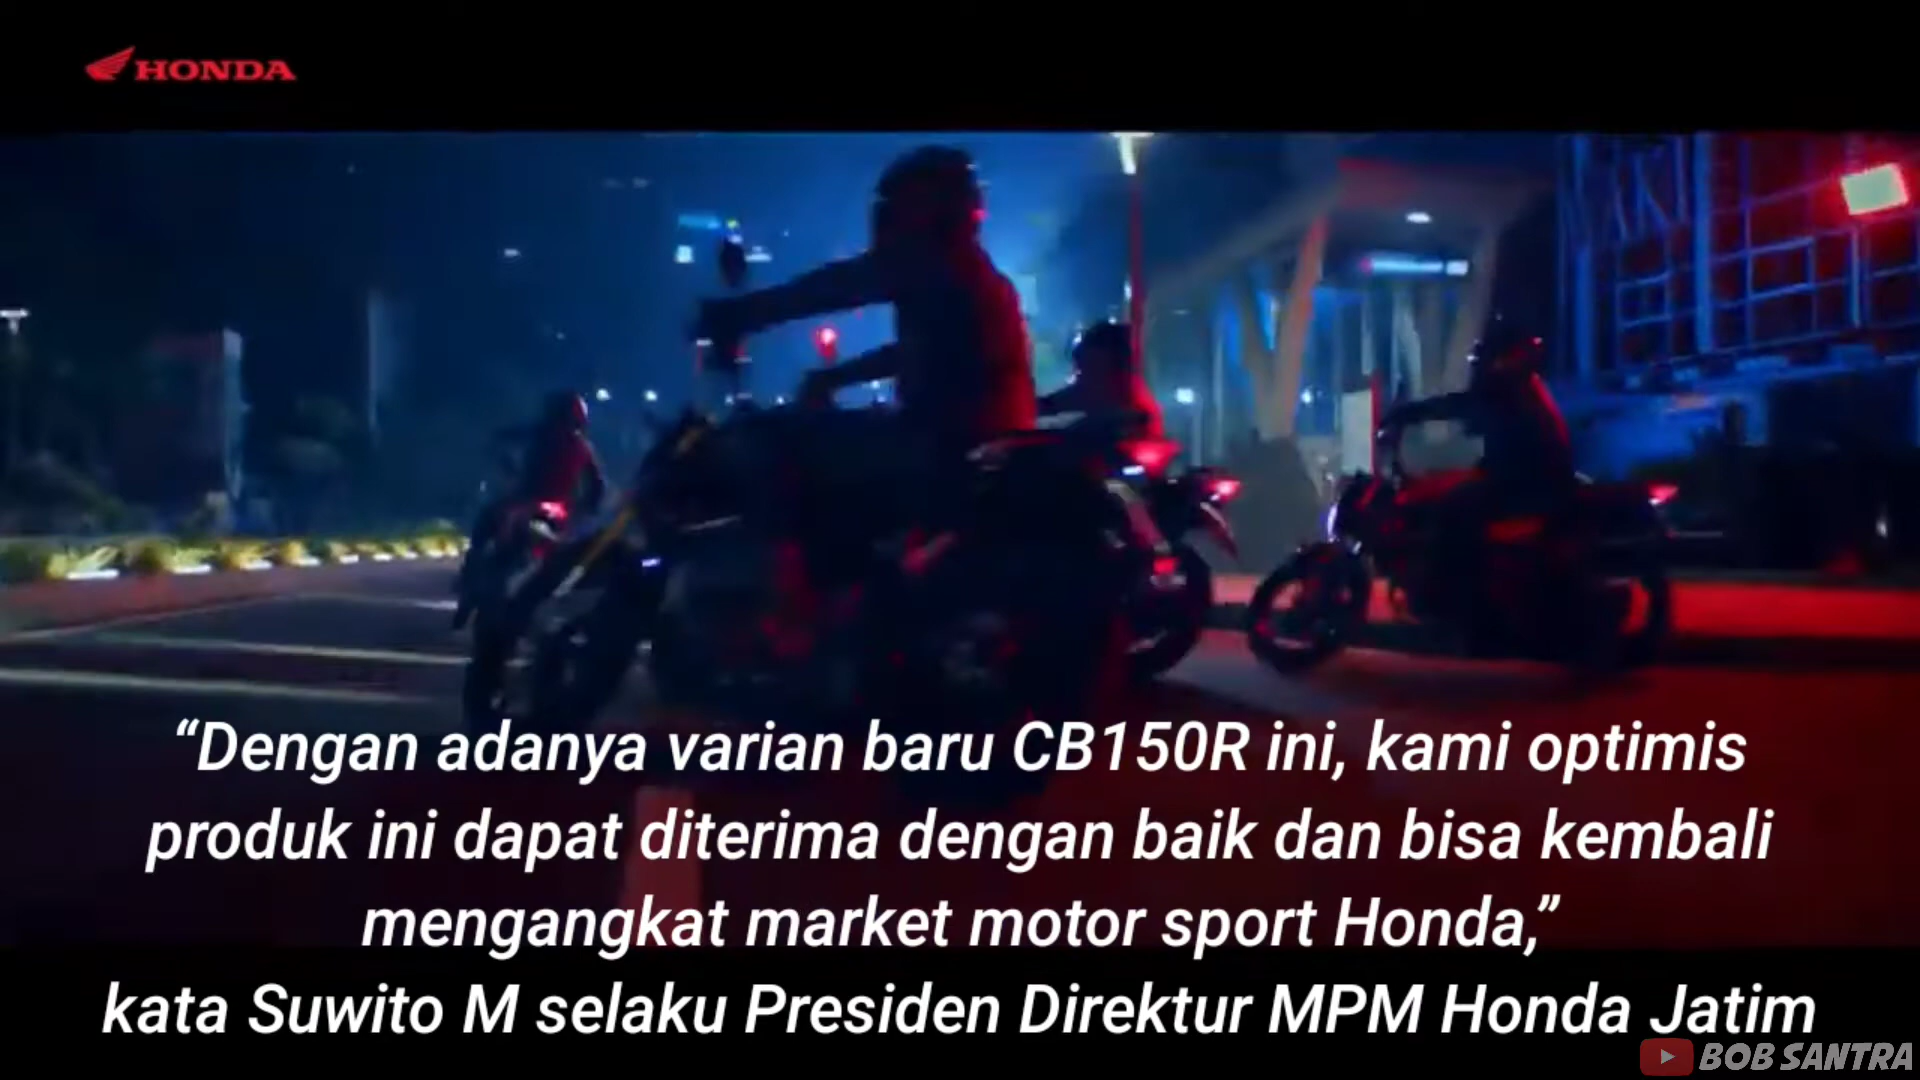 HONDA
“Dengan adanya varian baru CB150R ini, kami optimis
produk ini dapat diterima dengan baik dan bisa kembali
mengangkat market motor sport Honda,”
kata Suwito M selaku Presiden Direktur MPM Honda Jatim
BOB SANTRA